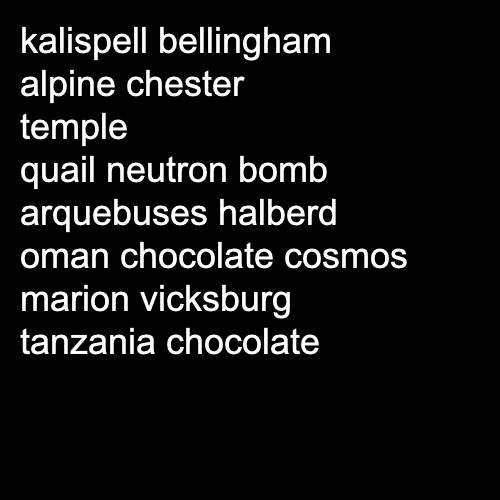 kalispell bellingham
alpine chester
temple
quail neutron bomb
arquebuses halberd
oman chocolate cosmos
marion vicksburg
tanzania chocolate